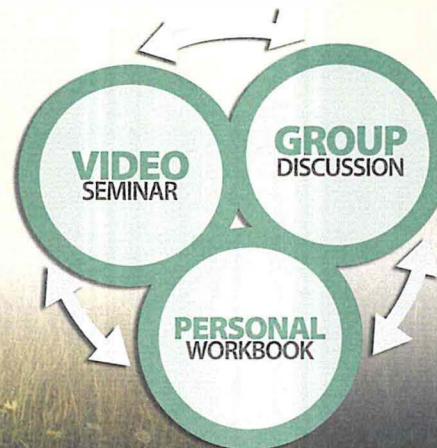 VIDEO
SEMINAR
GROUP
DISCUSSION
PERSONAL
WORKBOOK